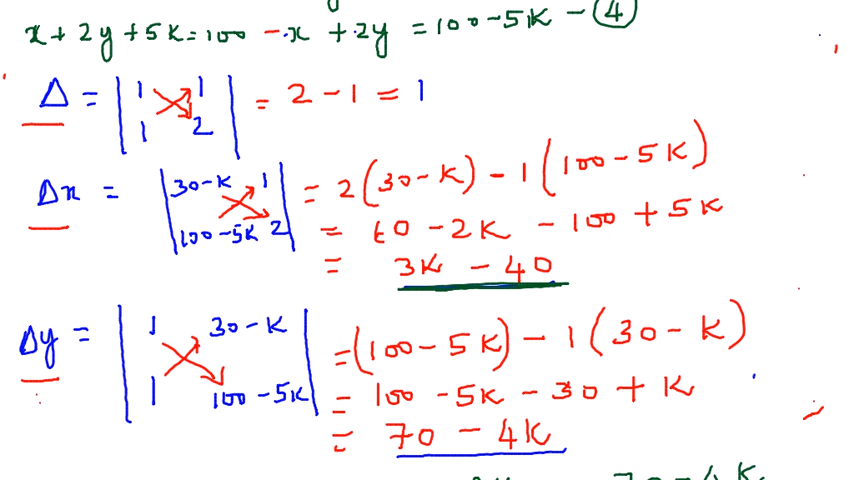 x + 2y + 5K = 100 - x + 2y = 100 - 5K - ④
Δ = | 1 1 | = 2 - 1 = 1
| 1 2 |
Δx = | 30-K 1 | = 2(30-K) - 1(100-5K)
| 100-5K 2 | = 60 - 2K - 100 + 5K
= 3K - 40
Δy = | 1 30-K | = (100-5K) - 1(30-K)
| 1 100-5K | = 100 - 5K - 30 + K
= 70 - 4K
70 - 4K